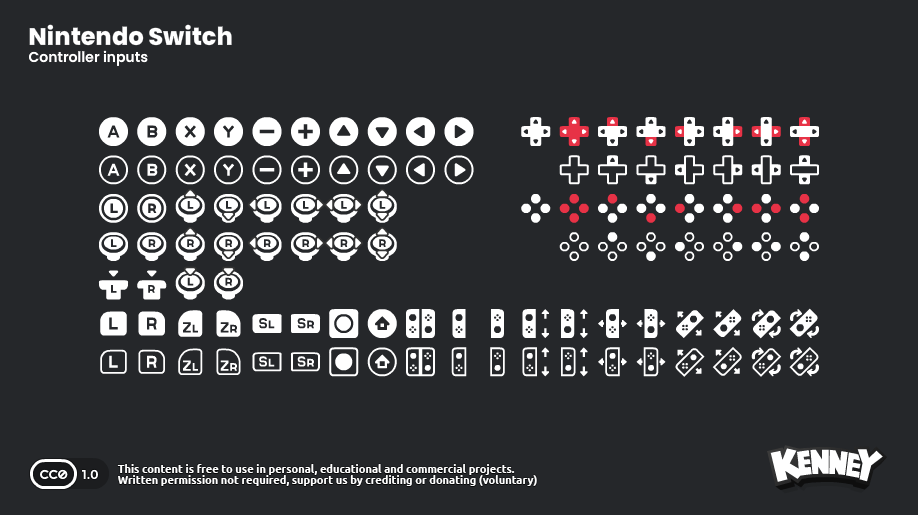 Nintendo Switch
Controller inputs
A B X Y
A B X Y
L R L L L L L L
L R R R R R R R
L R L R
L R ZL ZR SL SR
L R ZL ZR SL SR
CC0 1.0
This content is free to use in personal, educational and commercial projects.
Written permission not required, support us by crediting or donating (voluntary)
KENNEY